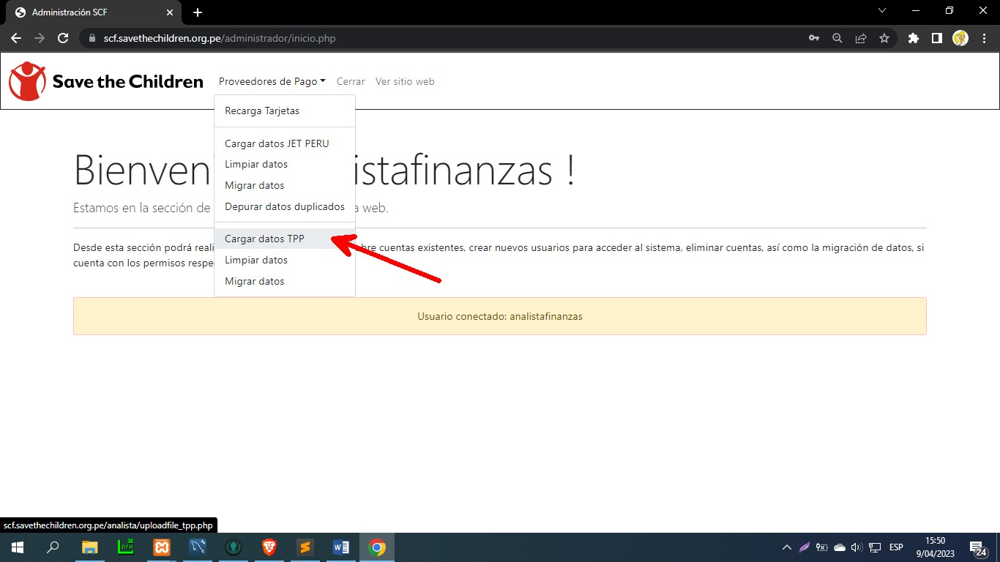 Administración SCF
scf.savethechildren.org.pe/administrador/inicio.php
Save the Children
Proveedores de Pago
Cerrar
Ver sitio web
Recarga Tarjetas
Cargar datos JET PERU
Limpiar datos
Migrar datos
Depurar datos duplicados
Cargar datos TPP
Limpiar datos
Migrar datos
Bienven istafinanzas !
Estamos en la sección de a web.
Desde esta sección podrá reali bre cuentas existentes, crear nuevos usuarios para acceder al sistema, eliminar cuentas, así como la migración de datos, si
cuenta con los permisos respe
Usuario conectado: analistafinanzas
scf.savethechildren.org.pe/analista/uploadfile_tpp.php
ESP
15:50
9/04/2023
24